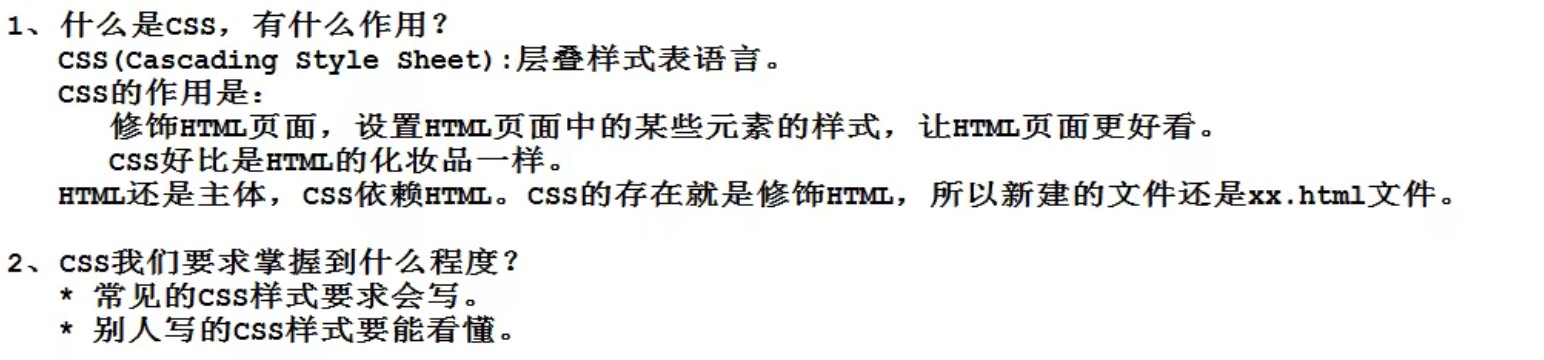 1、什么是CSS，有什么作用？
CSS(Cascading Style Sheet):层叠样式表语言。
CSS的作用是：
修饰HTML页面，设置HTML页面中的某些元素的样式，让HTML页面更好看。
CSS好比是HTML的化妆品一样。
HTML还是主体，CSS依赖HTML。CSS的存在就是修饰HTML，所以新建的文件还是xx.html文件。
2、CSS我们要求掌握到什么程度？
* 常见的CSS样式要求会写。
* 别人写的CSS样式要能看懂。